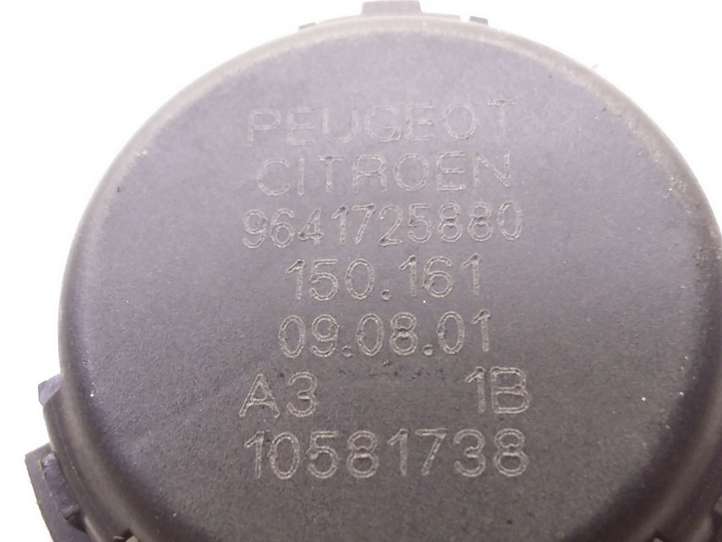 PEUGEOT
CITROEN
9641725880
150.161
09.08.01
A3 1B
10581738